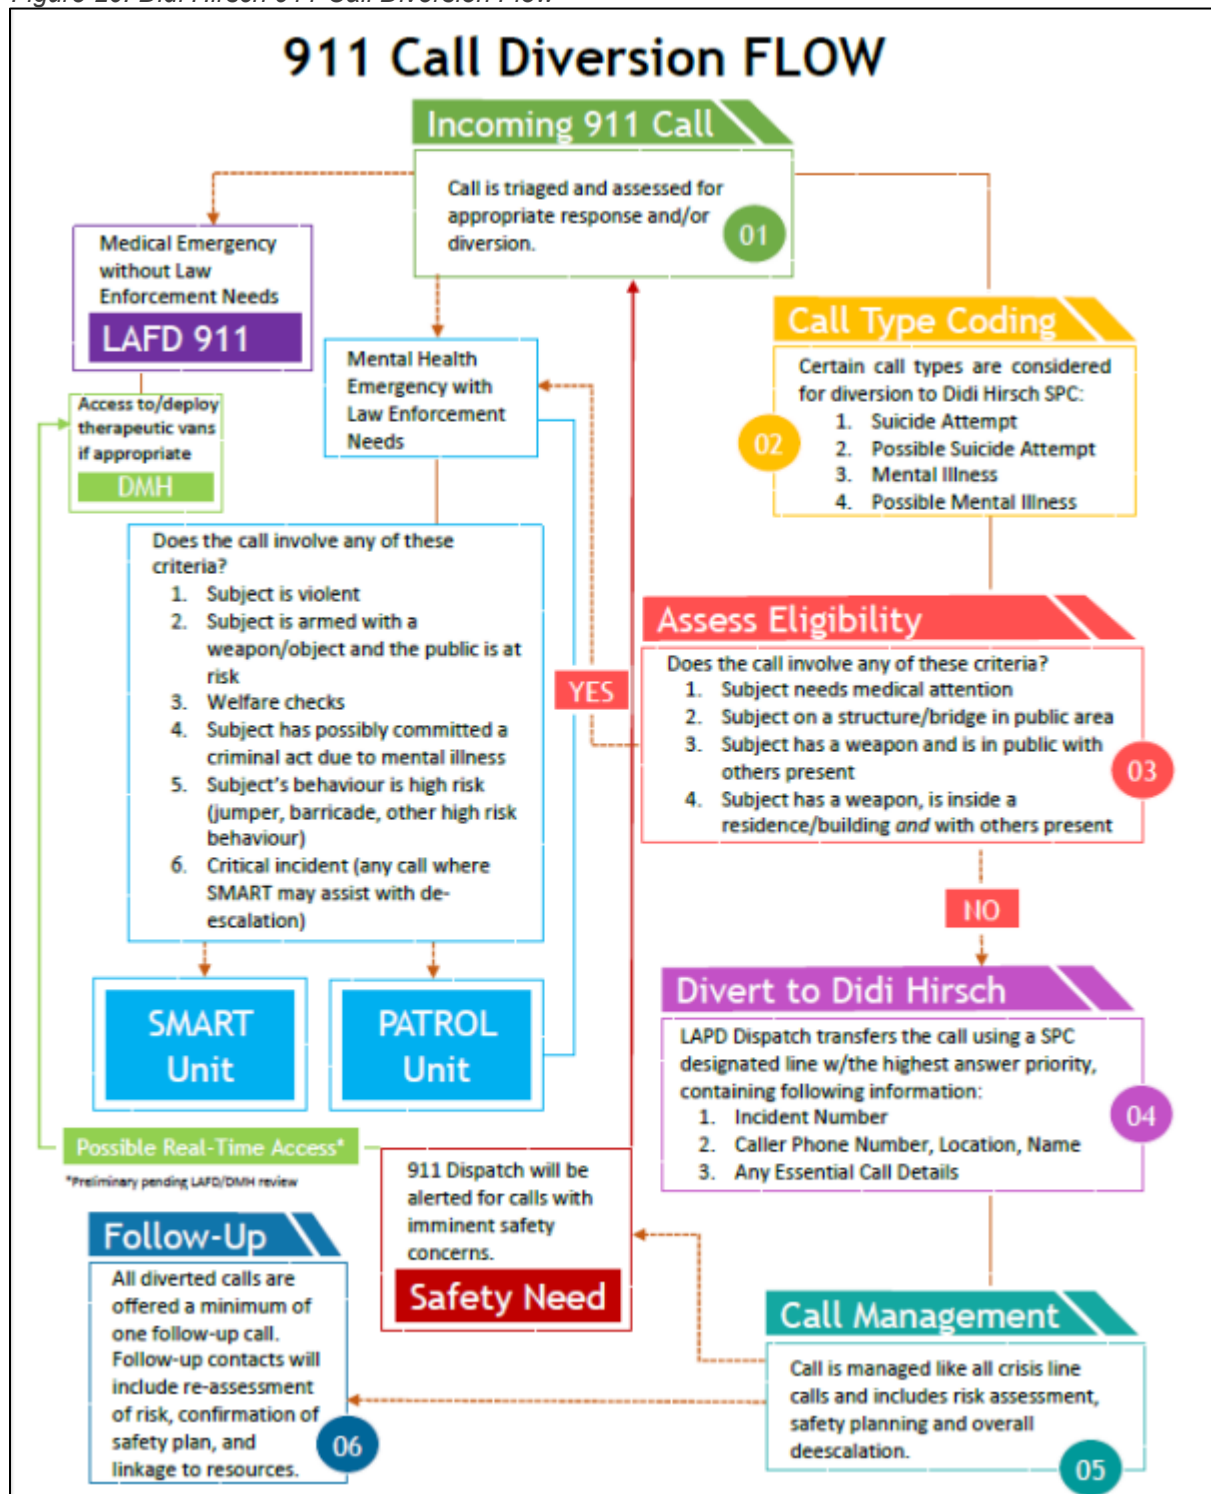 Figure 20: Didi Hirsch 911 Call Diversion Flow
911 Call Diversion FLOW
Incoming 911 Call
Call is triaged and assessed for
appropriate response and/or
diversion.
01
Medical Emergency
without Law
Enforcement Needs
LAFD 911
Access to/deploy
therapeutic vans
if appropriate
DMH
Mental Health
Emergency with
Law Enforcement
Needs
Call Type Coding
Certain call types are considered
for diversion to Didi Hirsch SPC:
1. Suicide Attempt
2. Possible Suicide Attempt
3. Mental Illness
4. Possible Mental Illness
02
Does the call involve any of these
criteria?
1. Subject is violent
2. Subject is armed with a
weapon/object and the public is at
risk
3. Welfare checks
4. Subject has possibly committed a
criminal act due to mental illness
5. Subject's behaviour is high risk
(jumper, barricade, other high risk
behaviour)
6. Critical incident (any call where
SMART may assist with de-
escalation)
YES
Assess Eligibility
Does the call involve any of these criteria?
1. Subject needs medical attention
2. Subject on a structure/bridge in public area
3. Subject has a weapon and is in public with
others present
4. Subject has a weapon, is inside a
residence/building and with others present
03
NO
SMART
Unit
PATROL
Unit
Divert to Didi Hirsch
LAPD Dispatch transfers the call using a SPC
designated line w/the highest answer priority,
containing following information:
1. Incident Number
2. Caller Phone Number, Location, Name
3. Any Essential Call Details
04
Possible Real-Time Access*
*Preliminary pending LAFD/DMH review
911 Dispatch will be
alerted for calls with
imminent safety
concerns.
Safety Need
Follow-Up
All diverted calls are
offered a minimum of
one follow-up call.
Follow-up contacts will
include re-assessment
of risk, confirmation of
safety plan, and
linkage to resources.
06
Call Management
Call is managed like all crisis line
calls and includes risk assessment,
safety planning and overall
deescalation.
05